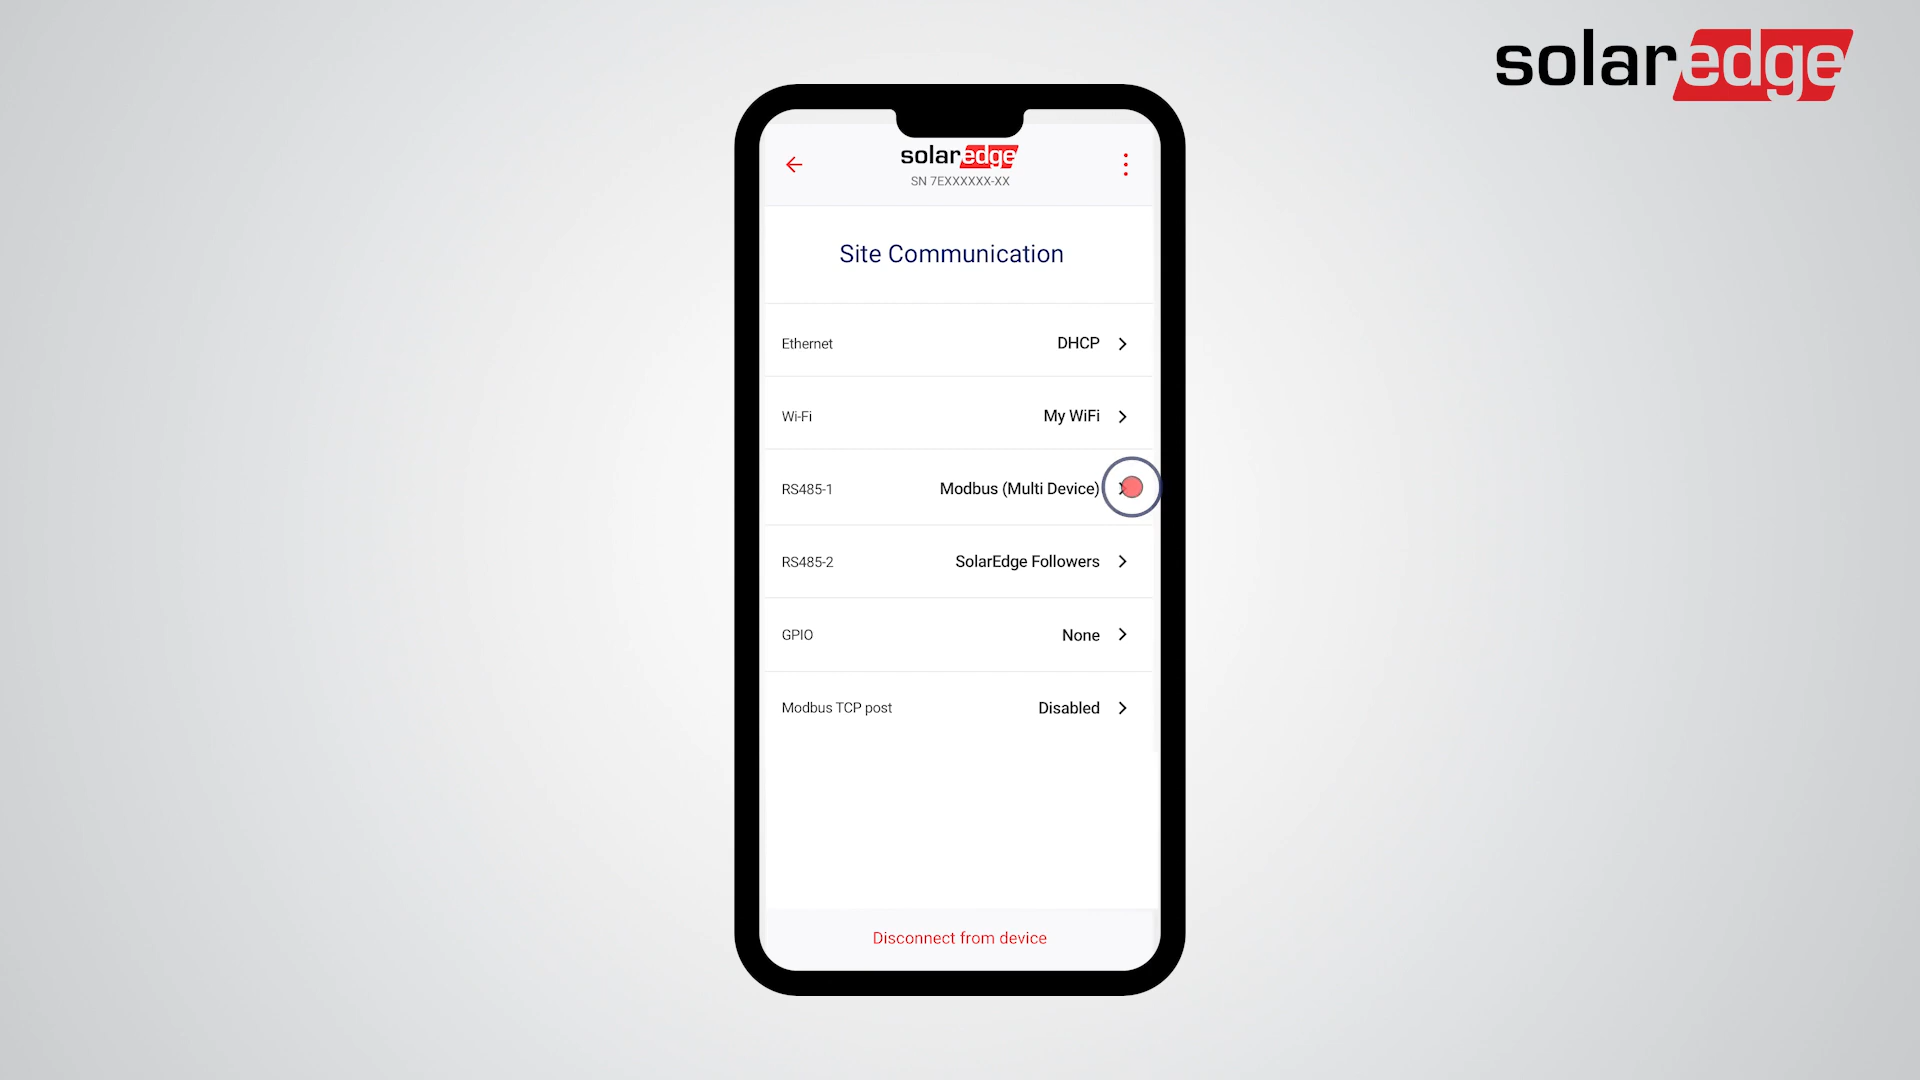 solaredge
solaredge
SN 7EXXXXXX-XX
Site Communication
Ethernet DHCP
Wi-Fi My WiFi
RS485-1 Modbus (Multi Device)
RS485-2 SolarEdge Followers
GPIO None
Modbus TCP post Disabled
Disconnect from device